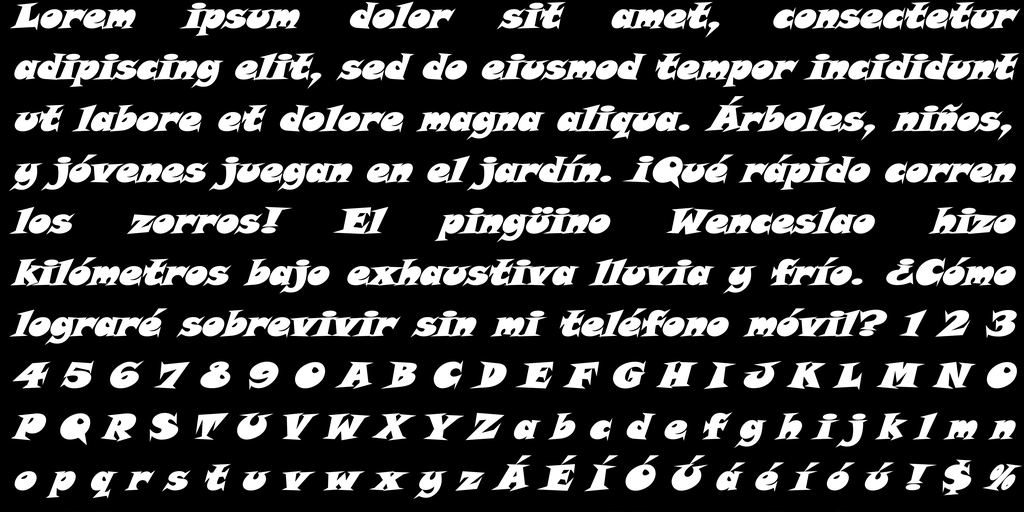 Lorem ipsum dolor sit amet, consectetur
adipiscing elit, sed do eiusmod tempor incididunt
ut labore et dolore magna aliqua. Árboles, niños,
y jóvenes juegan en el jardín. ¡Qué rápido corren
los zorros! El pingüino Wenceslao hizo
kilómetros bajo exhaustiva lluvia y frío. ¿Cómo
lograré sobrevivir sin mi teléfono móvil? 1 2 3
4 5 6 7 8 9 O A B C D E F G H I J K L M N O
P Q R S T U V W X Y Z a b c d e f g h i j k l m n
o p q r s t u v w x y z Á É Í Ó Ú á é í ó ú ! $ %